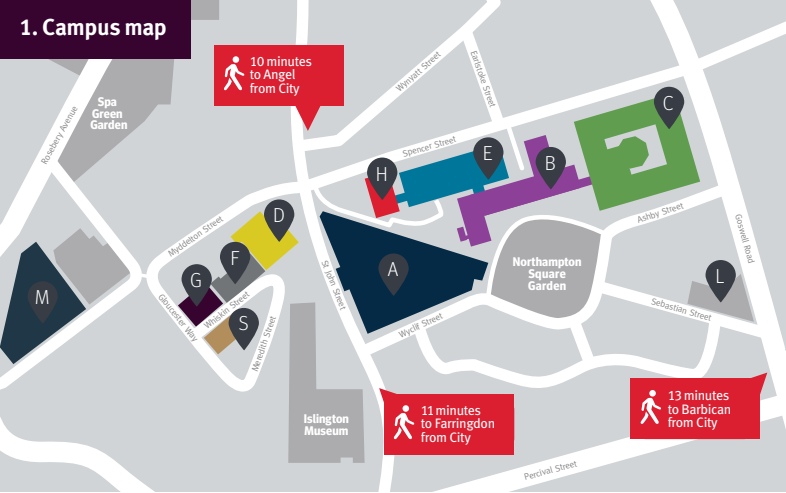 1. Campus map
10 minutes
to Angel
from City
Wynyatt Street
Earlstoke Street
Spa
Green
Garden
Rosebery Avenue
Spencer Street
C
E
B
H
D
Myddelton Street
Ashby Street
Goswell Road
F
G
A
St John Street
Northampton
Square
Garden
M
L
Gloucester Way
Whiskin Street
S
Meredith Street
Wyclif Street
Sebastian Street
Islington
Museum
11 minutes
to Farringdon
from City
13 minutes
to Barbican
from City
Percival Street